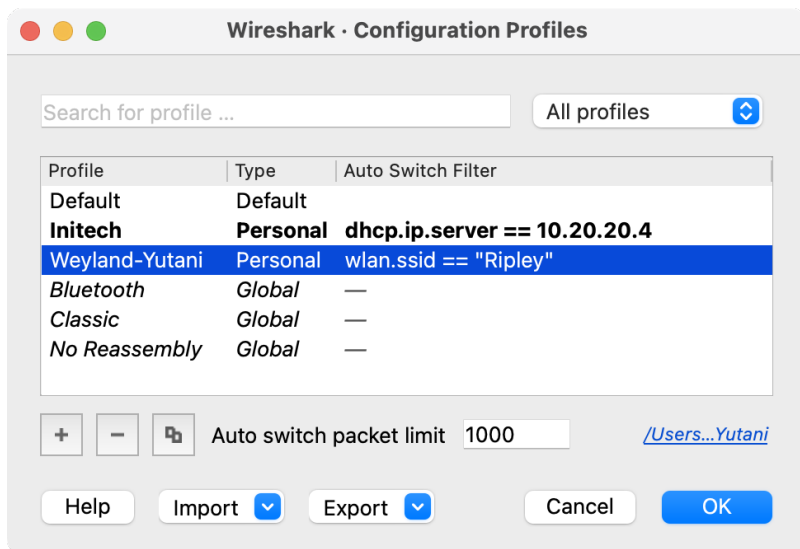 Wireshark · Configuration Profiles
Search for profile ...
All profiles
Profile Type Auto Switch Filter
Default Default
Initech Personal dhcp.ip.server == 10.20.20.4
Weyland-Yutani Personal wlan.ssid == "Ripley"
Bluetooth Global —
Classic Global —
No Reassembly Global —
+ − Auto switch packet limit 1000 /Users...Yutani
Help Import Export Cancel OK